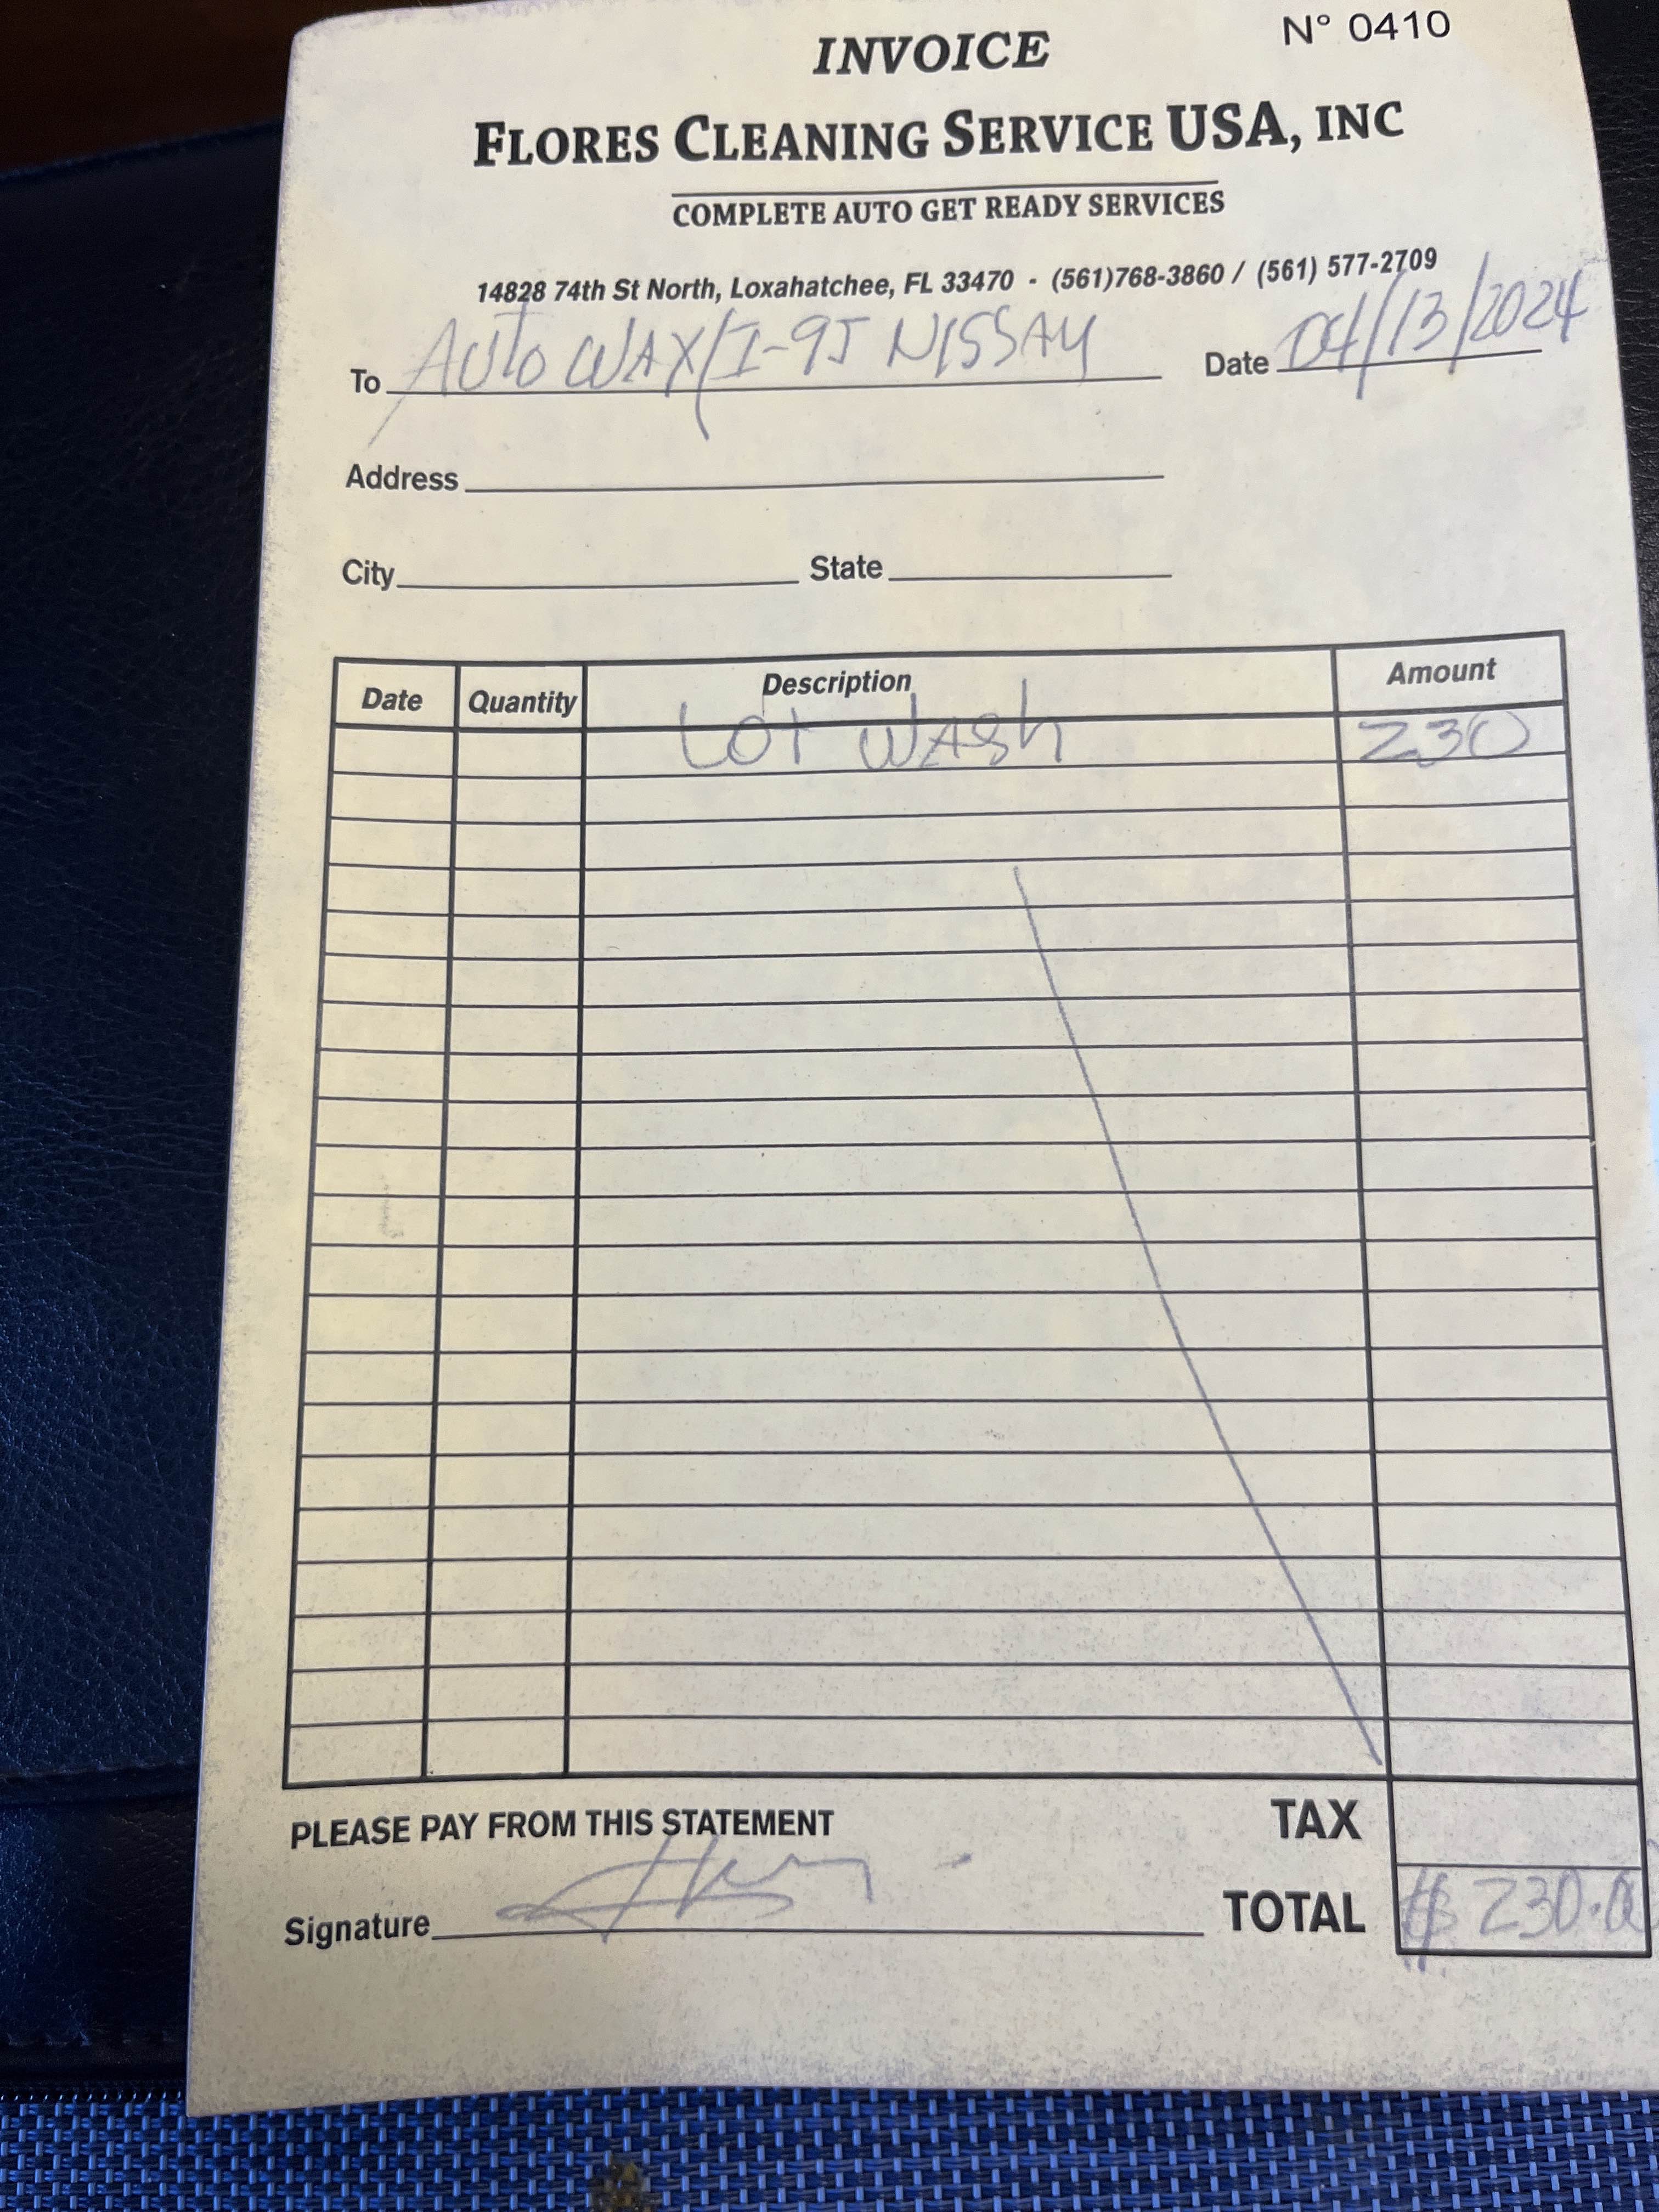 INVOICE N° 0410
FLORES CLEANING SERVICE USA, INC
COMPLETE AUTO GET READY SERVICES
14828 74th St North, Loxahatchee, FL 33470 - (561)768-3860 / (561) 577-2709
To AUTO WAX/I-95 NISSAN Date 04/13/2024
Address
City State
Date Quantity Description Amount
LOT WASh 230
PLEASE PAY FROM THIS STATEMENT TAX
Signature TOTAL $ 230.00